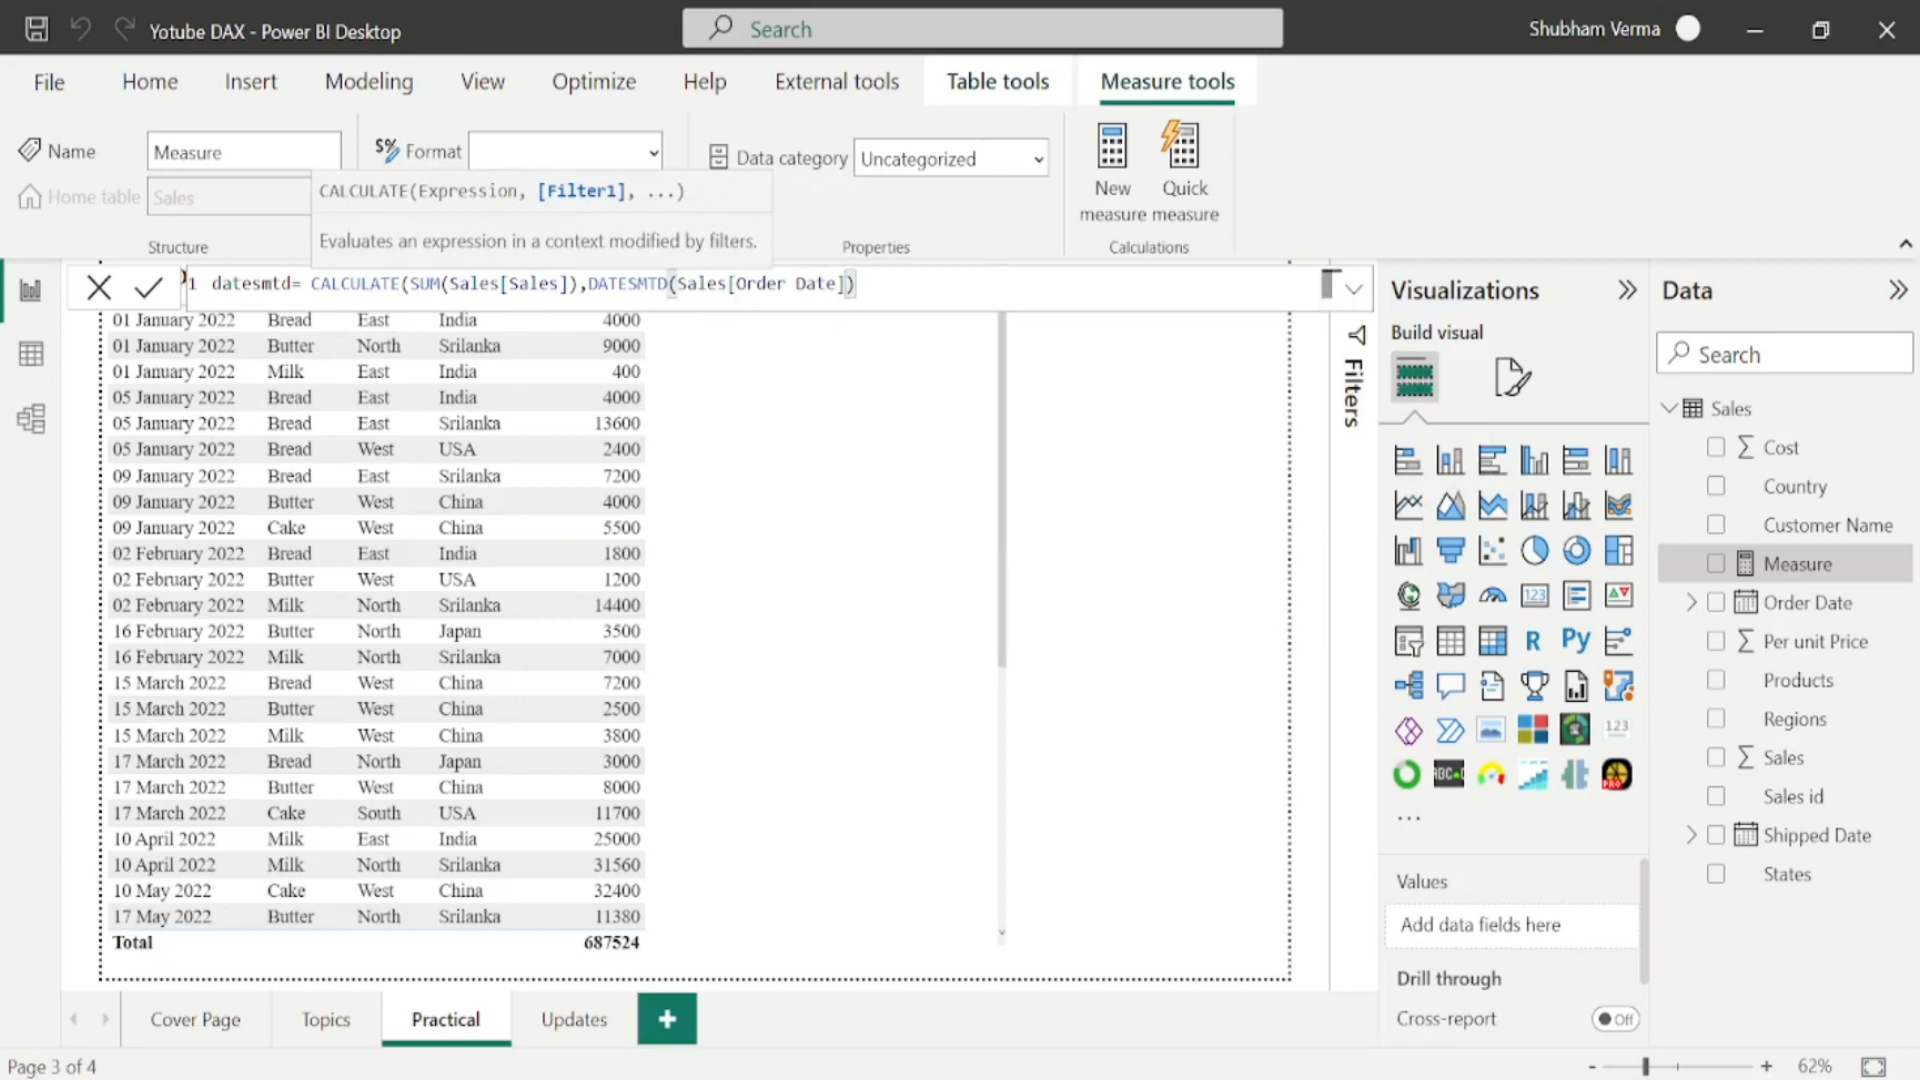 Yotube DAX - Power BI Desktop
Search
Shubham Verma
File Home Insert Modeling View Optimize Help External tools Table tools Measure tools
Name Measure
$% Format
Data category Uncategorized
New measure
Quick measure
Home table Sales
CALCULATE(Expression, [Filter1], ...)
Evaluates an expression in a context modified by filters.
Structure
Properties
Calculations
1 datesmtd= CALCULATE(SUM(Sales[Sales]),DATESMTD(Sales[Order Date])
01 January 2022 Bread East India 4000
01 January 2022 Butter North Srilanka 9000
01 January 2022 Milk East India 400
05 January 2022 Bread East India 4000
05 January 2022 Bread East Srilanka 13600
05 January 2022 Bread West USA 2400
09 January 2022 Bread East Srilanka 7200
09 January 2022 Butter West China 4000
09 January 2022 Cake West China 5500
02 February 2022 Bread East India 1800
02 February 2022 Butter West USA 1200
02 February 2022 Milk North Srilanka 14400
16 February 2022 Butter North Japan 3500
16 February 2022 Milk North Srilanka 7000
15 March 2022 Bread West China 7200
15 March 2022 Butter West China 2500
15 March 2022 Milk West China 3800
17 March 2022 Bread North Japan 3000
17 March 2022 Butter West China 8000
17 March 2022 Cake South USA 11700
10 April 2022 Milk East India 25000
10 April 2022 Milk North Srilanka 31560
10 May 2022 Cake West China 32400
17 May 2022 Butter North Srilanka 11380
Total 687524
Filters
Visualizations
Build visual
123
R
Py
123
ABC
PRO
...
Values
Add data fields here
Drill through
Cross-report Off
Data
Search
Sales
Cost
Country
Customer Name
Measure
Order Date
Per unit Price
Products
Regions
Sales
Sales id
Shipped Date
States
Cover Page Topics Practical Updates +
Page 3 of 4
- + 62%